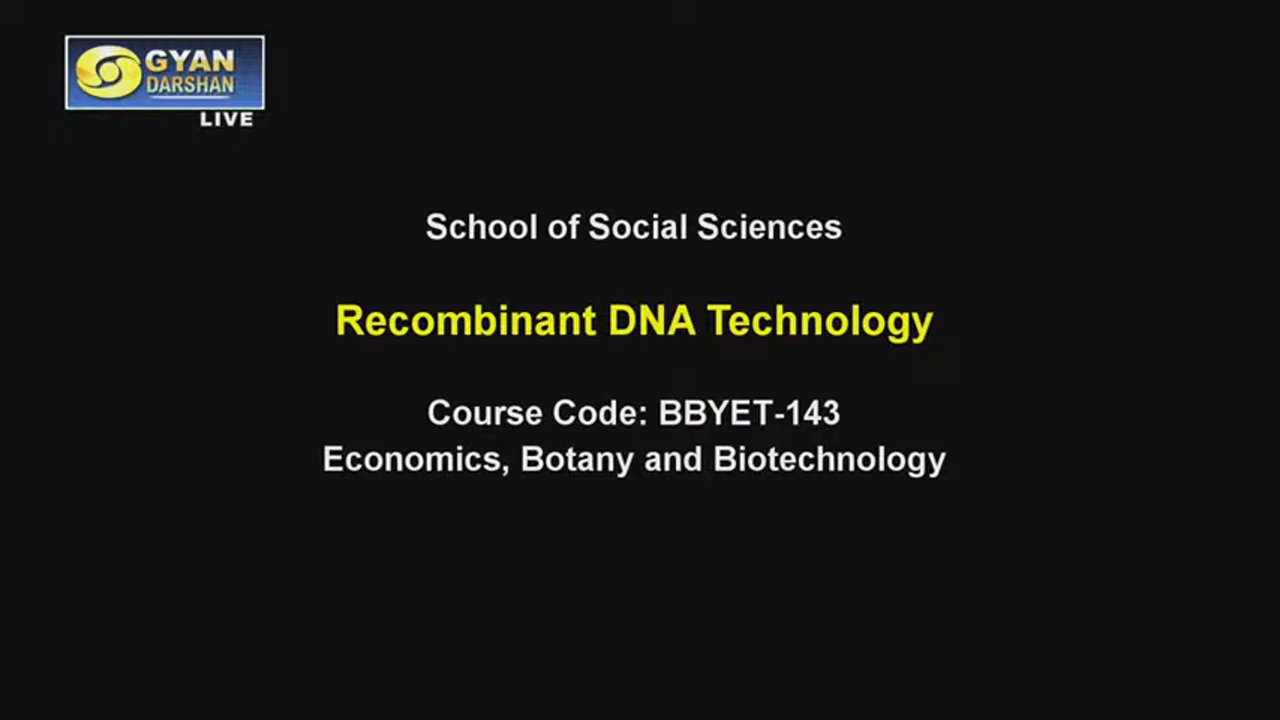 GYAN
DARSHAN
LIVE
School of Social Sciences
Recombinant DNA Technology
Course Code: BBYET-143
Economics, Botany and Biotechnology